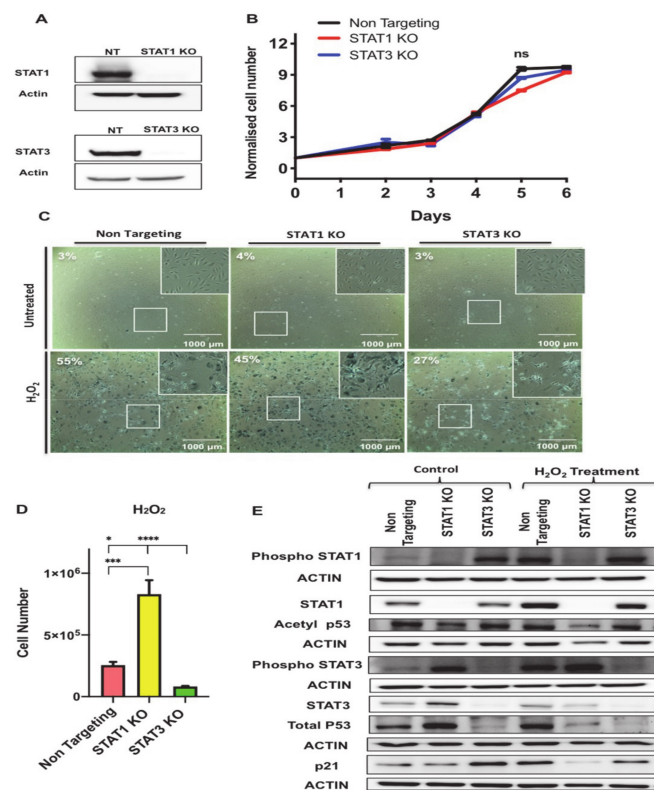 A
NT STAT1 KO
STAT1
Actin
NT STAT3 KO
STAT3
Actin
B
Non Targeting
STAT1 KO
STAT3 KO
Normalised cell number
12
9
6
3
0
ns
0 1 2 3 4 5 6
Days
C
Non Targeting STAT1 KO STAT3 KO
Untreated
3% 4% 3%
1000 µm 1000 µm 1000 µm
H₂O₂
55% 45% 27%
1000 µm 1000 µm 1000 µm
D
H2O2
* ****
***
Cell Number
1×10⁶
5×10⁵
0
Non Targeting STAT1 KO STAT3 KO
E
Control H₂O₂ Treatment
Non Targeting STAT1 KO STAT3 KO Non Targeting STAT1 KO STAT3 KO
Phospho STAT1
ACTIN
STAT1
Acetyl p53
ACTIN
Phospho STAT3
ACTIN
STAT3
Total P53
ACTIN
p21
ACTIN